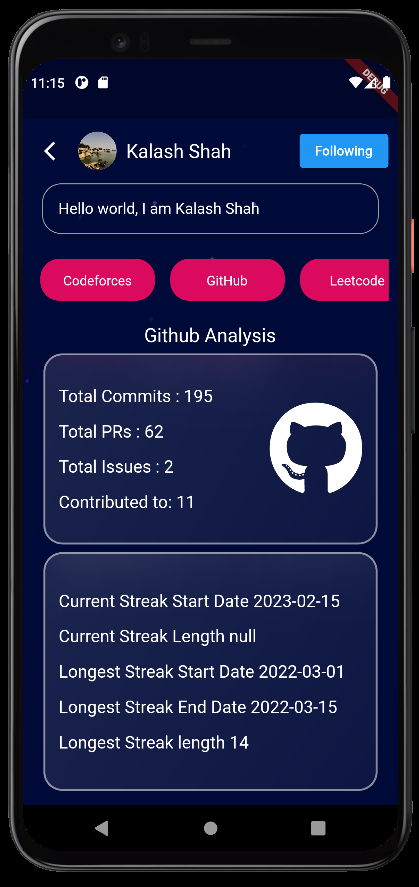 11:15
DEBUG
Kalash Shah
Following
Hello world, I am Kalash Shah
Codeforces
GitHub
Leetcode
Github Analysis
Total Commits : 195
Total PRs : 62
Total Issues : 2
Contributed to: 11
Current Streak Start Date 2023-02-15
Current Streak Length null
Longest Streak Start Date 2022-03-01
Longest Streak End Date 2022-03-15
Longest Streak length 14